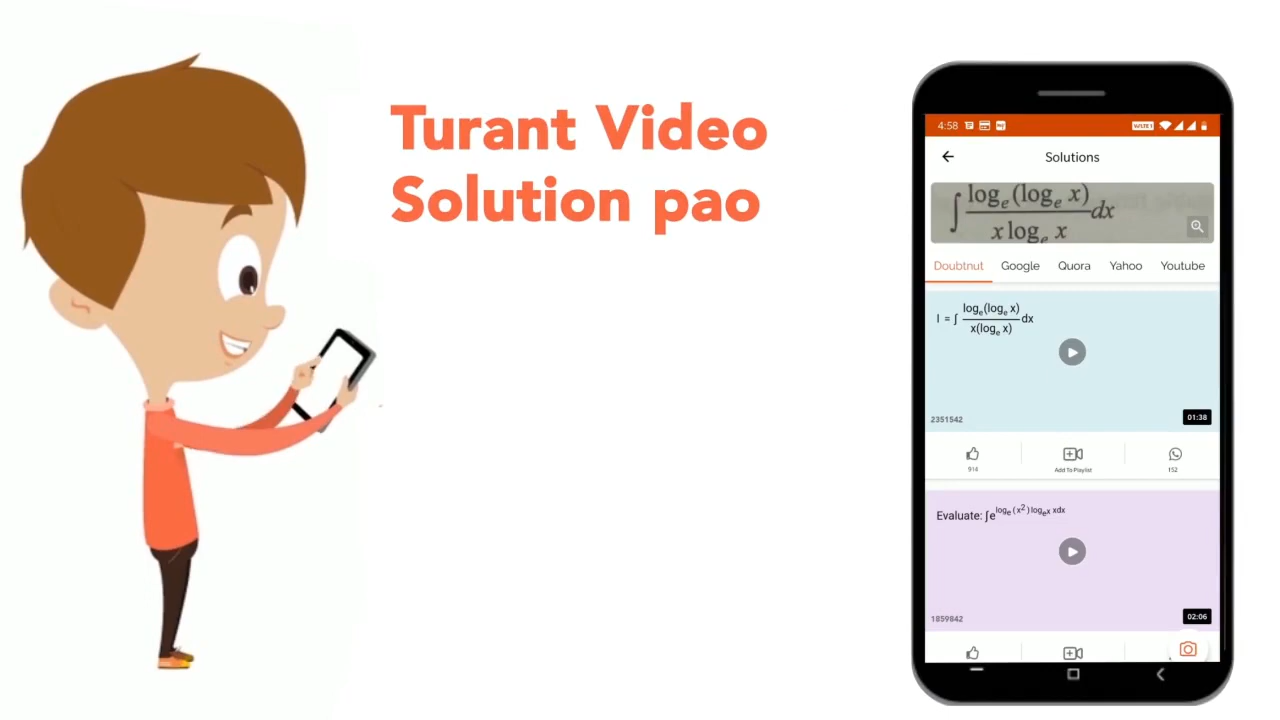 Turant Video
Solution pao
4:58
VoLTE1
Solutions
∫ logₑ(logₑ x) / x logₑ x dx
Doubtnut Google Quora Yahoo Youtube
I = ∫ logₑ(logₑ x) / x(logₑ x) dx
2351542 01:38
914 Add To Playlist 152
Evaluate: ∫e^logₑ(x²)logₑx xdx
1859842 02:06